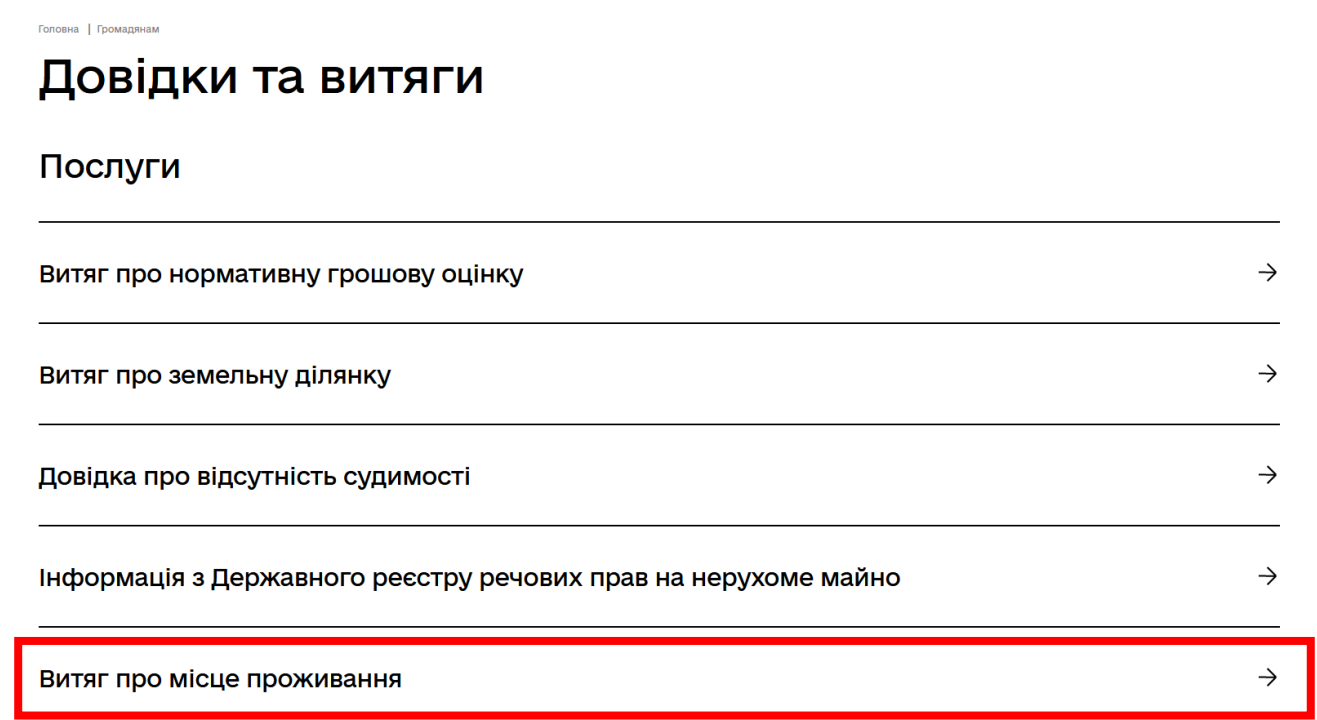 Головна | Громадянам
Довідки та витяги
Послуги
Витяг про нормативну грошову оцінку
Витяг про земельну ділянку
Довідка про відсутність судимості
Інформація з Державного реєстру речових прав на нерухоме майно
Витяг про місце проживання